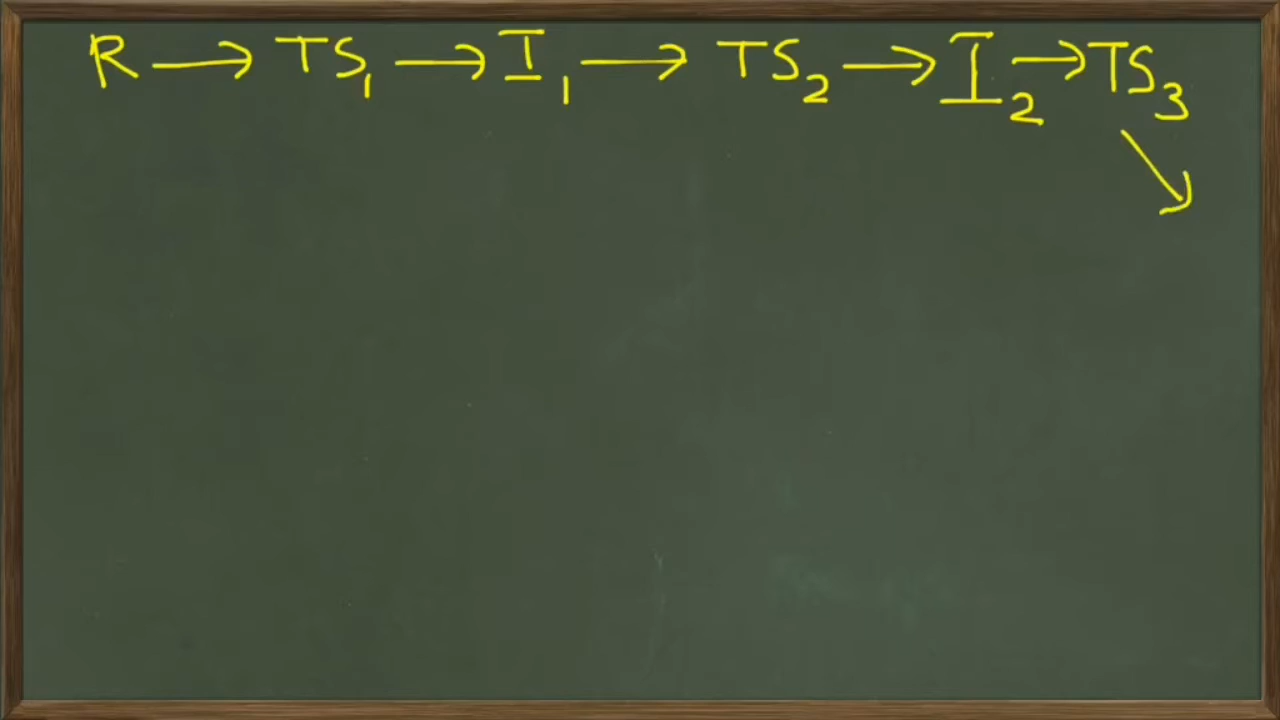 R → TS₁ → I₁ → TS₂ → I₂ → TS₃ ↘